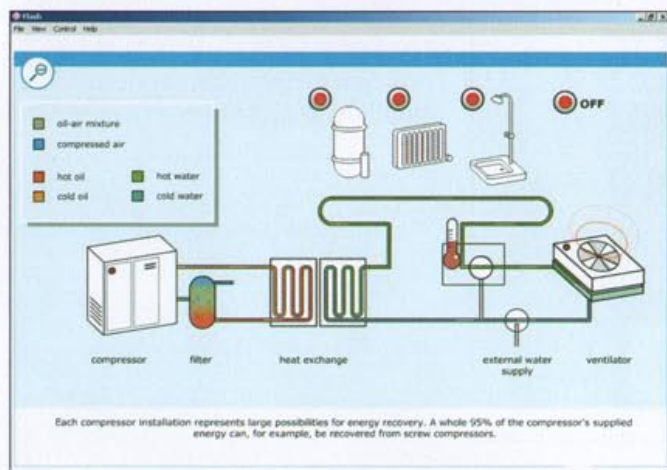 Flash
File View Control Help
OFF
oil-air mixture
compressed air
hot oil hot water
cold oil cold water
compressor filter heat exchange external water supply ventilator
Each compressor installation represents large possibilities for energy recovery. A whole 95% of the compressor's supplied
energy can, for example, be recovered from screw compressors.